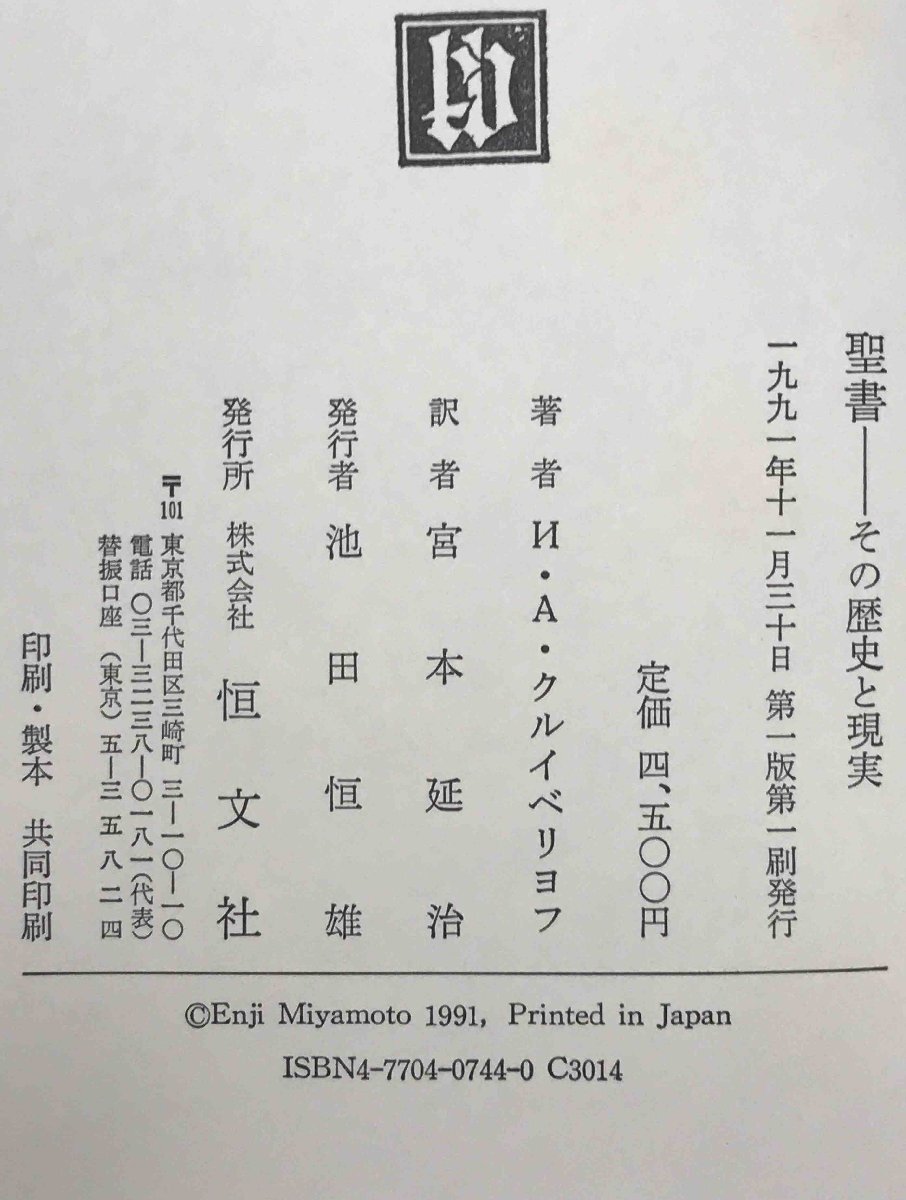 聖書――その歴史と現実
一九九一年十一月三十日 第一版第一刷発行
定価 四、五〇〇円
著者 И・А・クルイベリヨフ
訳者 宮本延治
発行者 池田恒雄
発行所 株式会社 恒文社
〒101 東京都千代田区三崎町 三―一〇―一〇
電話 〇三―三二三八―〇一八一(代表)
替振口座 (東京) 五―三五八二四
印刷・製本 共同印刷
©Enji Miyamoto 1991, Printed in Japan
ISBN4-7704-0744-0 C3014